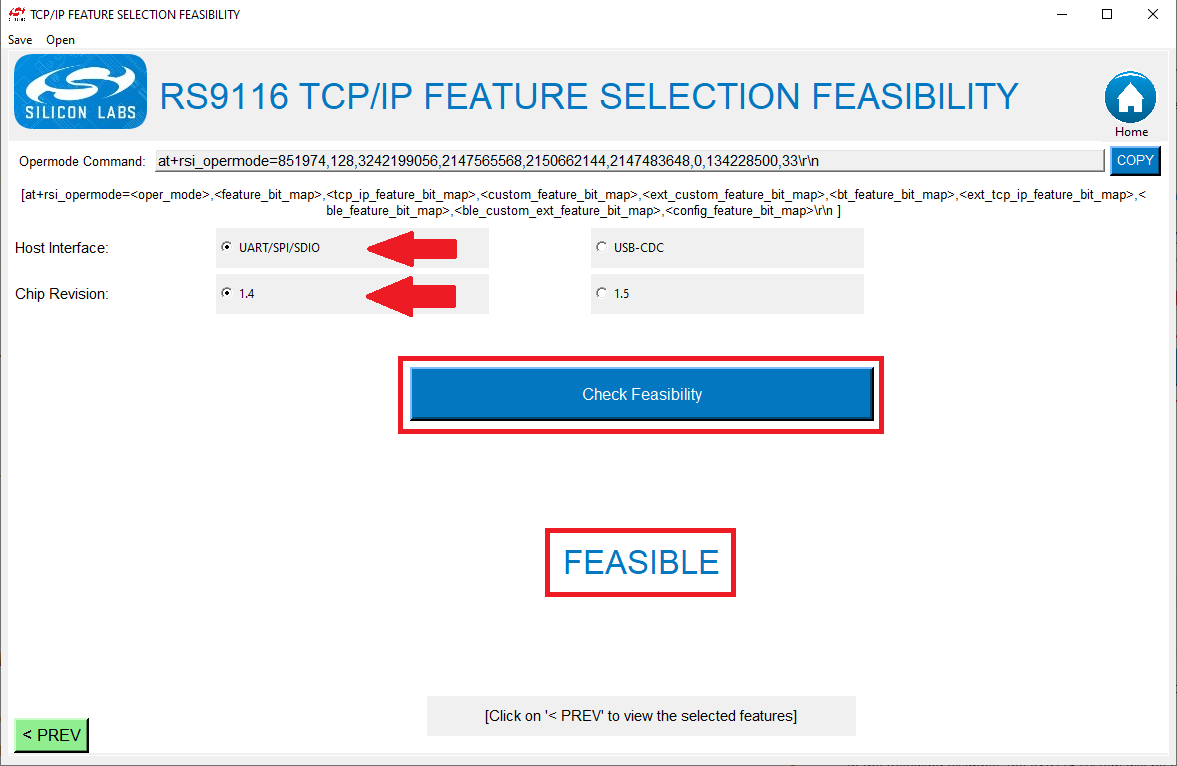 TCP/IP FEATURE SELECTION FEASIBILITY
Save Open
SILICON LABS
RS9116 TCP/IP FEATURE SELECTION FEASIBILITY
Home
Opermode Command: at+rsi_opermode=851974,128,3242199056,2147565568,2150662144,2147483648,0,134228500,33\r\n COPY
[at+rsi_opermode=<oper_mode>,<feature_bit_map>,<tcp_ip_feature_bit_map>,<custom_feature_bit_map>,<ext_custom_feature_bit_map>,<bt_feature_bit_map>,<ext_tcp_ip_feature_bit_map>,<
ble_feature_bit_map>,<ble_custom_ext_feature_bit_map>,<config_feature_bit_map>\r\n ]
Host Interface: UART/SPI/SDIO USB-CDC
Chip Revision: 1.4 1.5
Check Feasibility
FEASIBLE
[Click on '< PREV' to view the selected features]
< PREV